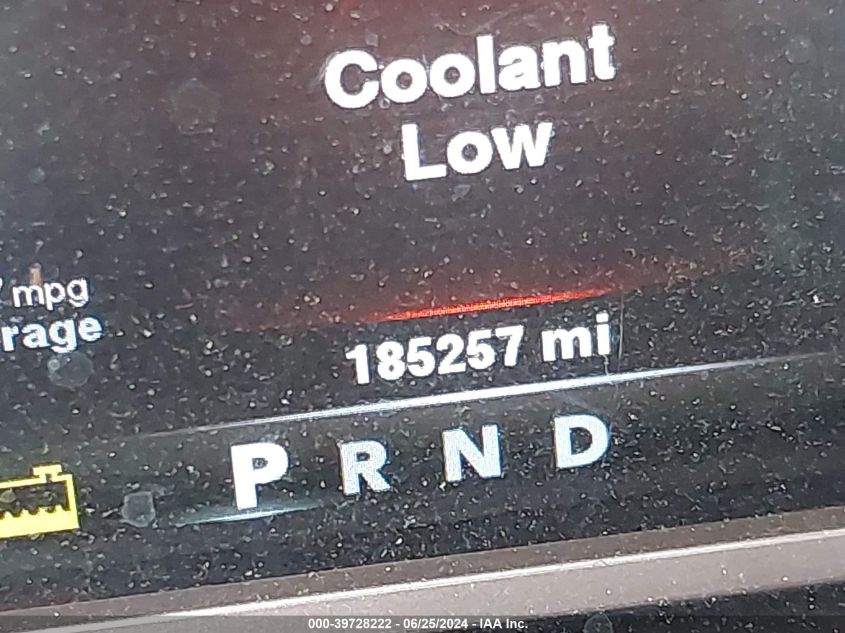 Coolant
Low
mpg
rage
185257 mi
P R N D
000-39728222 - 06/25/2024 - IAA Inc.